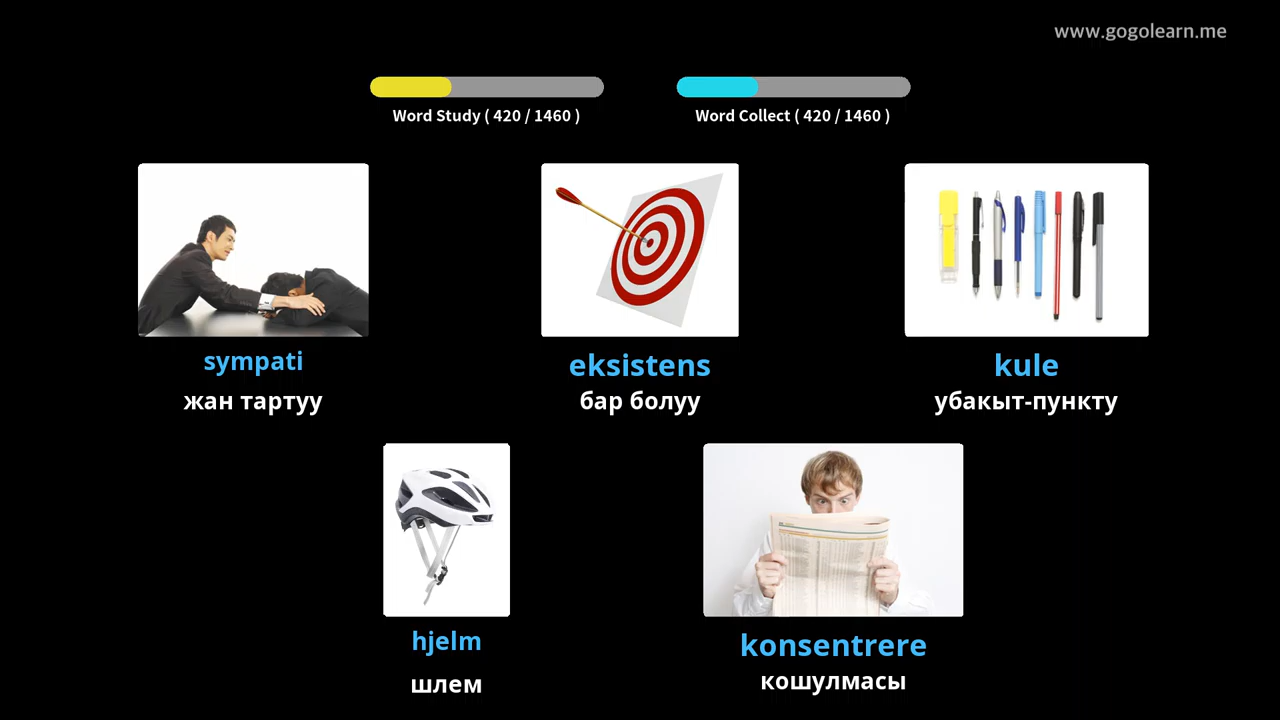 www.gogolearn.me
Word Study ( 420 / 1460 )
Word Collect ( 420 / 1460 )
sympati
жан тартуу
eksistens
бар болуу
kule
убакыт-пункту
hjelm
шлем
konsentrere
кошулмасы